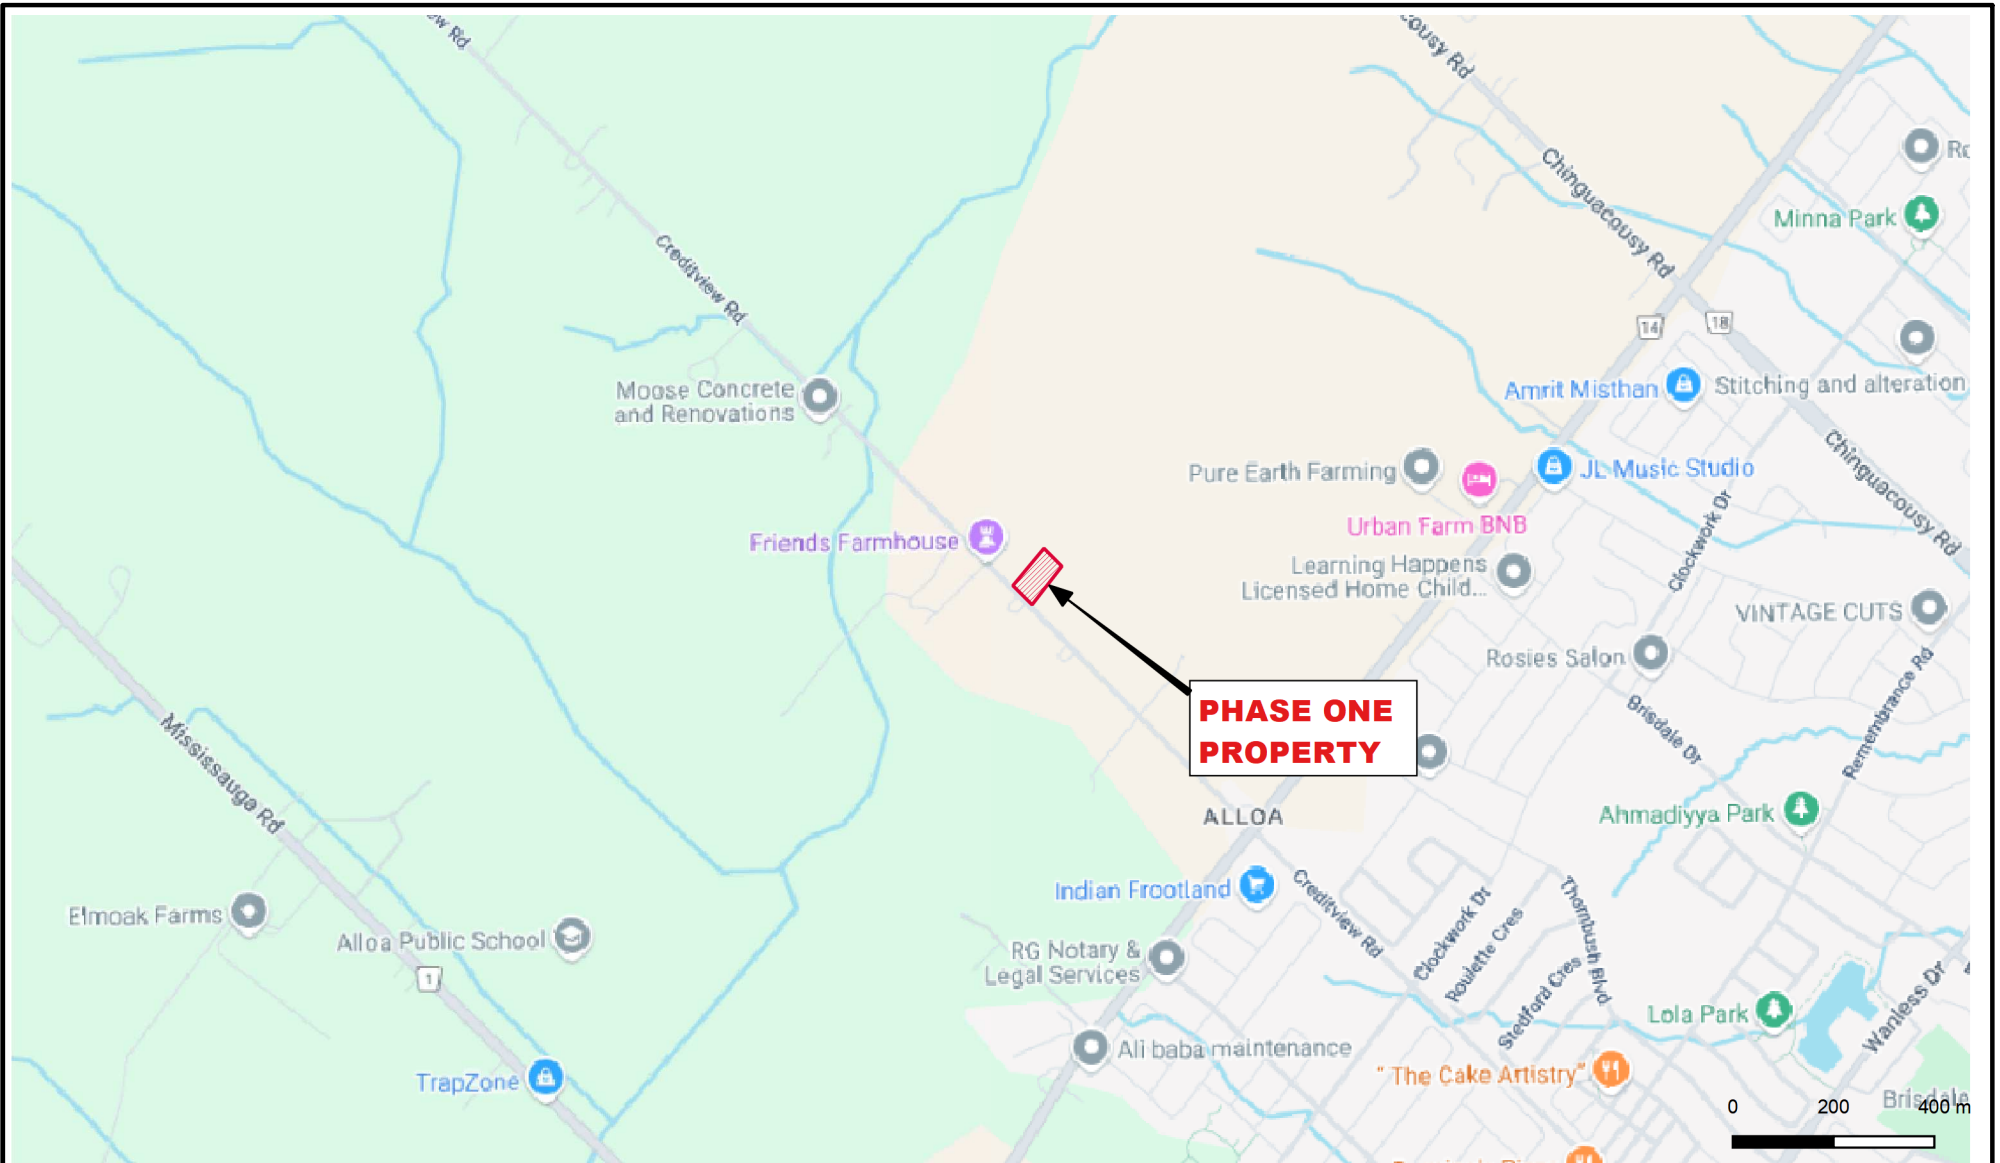 Creditview Rd
Chinguacousy Rd
Chinguacousy Rd
Minna Park
14
18
Moose Concrete
and Renovations
Amrit Misthan
Stitching and alteration
Chinguacousy Rd
Pure Earth Farming
JL Music Studio
Urban Farm BNB
Clockwork Dr
Friends Farmhouse
Learning Happens
Licensed Home Child...
VINTAGE CUTS
Rosies Salon
Remembrance Rd
PHASE ONE
PROPERTY
Brisdale Dr
Mississauga Rd
ALLOA
Ahmadiyya Park
Indian Frootland
Creditview Rd
Clockwork Dr
Roulette Cres
Thornbush Blvd
Elmoak Farms
Alloa Public School
1
RG Notary &
Legal Services
Stedford Cres
Lola Park
Wanless Dr
Ali baba maintenance
" The Cake Artistry"
TrapZone
Brisdale
0 200 400 m